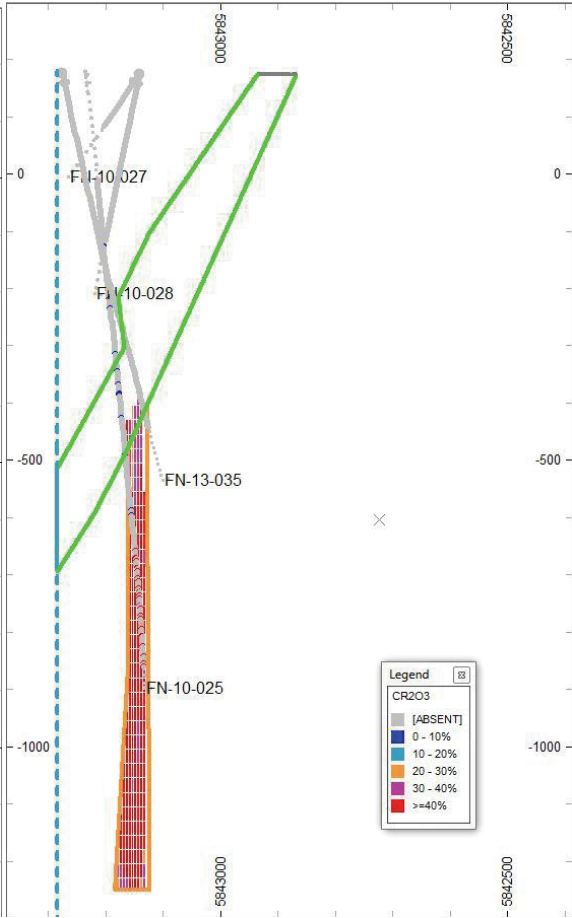 5843000
5842500
0
0
FN-10-027
FN-10-028
-500
-500
FN-13-035
FN-10-025
Legend
CR2O3
[ABSENT]
0 - 10%
10 - 20%
20 - 30%
30 - 40%
>=40%
-1000
-1000
5843000
5842500